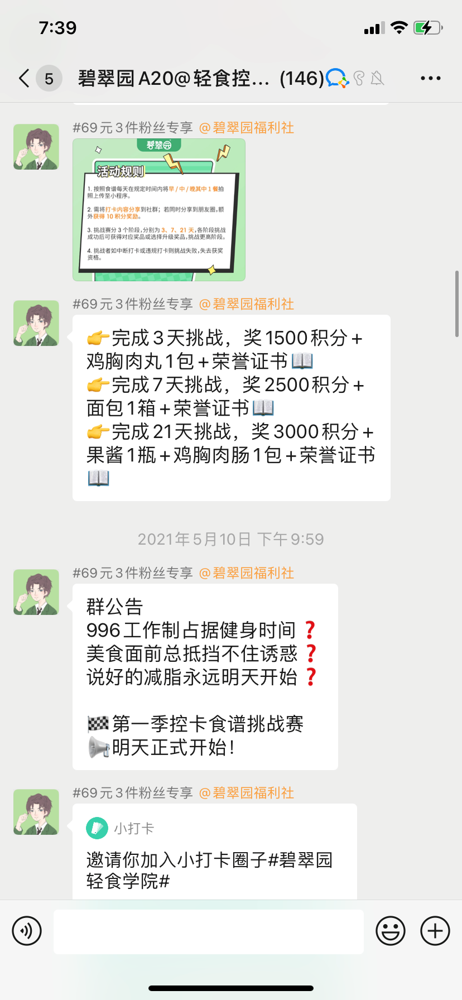 7:39
5
碧翠园A20@轻食控... (146)
#69元3件粉丝专享 @碧翠园福利社
碧翠园
活动规则
1. 按照食谱每天在规定时间内将早/中/晚其中1餐拍
照上传至小程序。
2. 需将打卡内容分享到社群；若同时分享到朋友圈,额
外获得 10 积分奖励。
3. 挑战赛分 3 个阶段,分别为 3、7、21 天,各阶段挑战
成功后可获得对应奖品或选择升级奖品,挑战更高阶段。
4. 挑战者如中断打卡或违规打卡则挑战失败,失去获奖
资格。
#69元3件粉丝专享 @碧翠园福利社
👉完成3天挑战，奖1500积分+
鸡胸肉丸1包+荣誉证书📖
👉完成7天挑战，奖2500积分+
面包1箱+荣誉证书📖
👉完成21天挑战，奖3000积分+
果酱1瓶+鸡胸肉肠1包+荣誉证书
📖
2021年5月10日 下午9:59
#69元3件粉丝专享 @碧翠园福利社
群公告
996工作制占据健身时间❓
美食面前总抵挡不住诱惑❓
说好的减脂永远明天开始❓
🏁第一季控卡食谱挑战赛
📢明天正式开始！
#69元3件粉丝专享 @碧翠园福利社
小打卡
邀请你加入小打卡圈子#碧翠园
轻食学院#